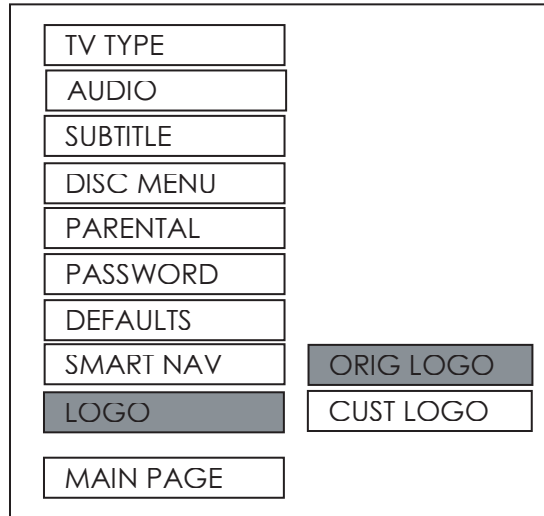 TV TYPE
AUDIO
SUBTITLE
DISC MENU
PARENTAL
PASSWORD
DEFAULTS
SMART NAV ORIG LOGO
LOGO CUST LOGO
MAIN PAGE